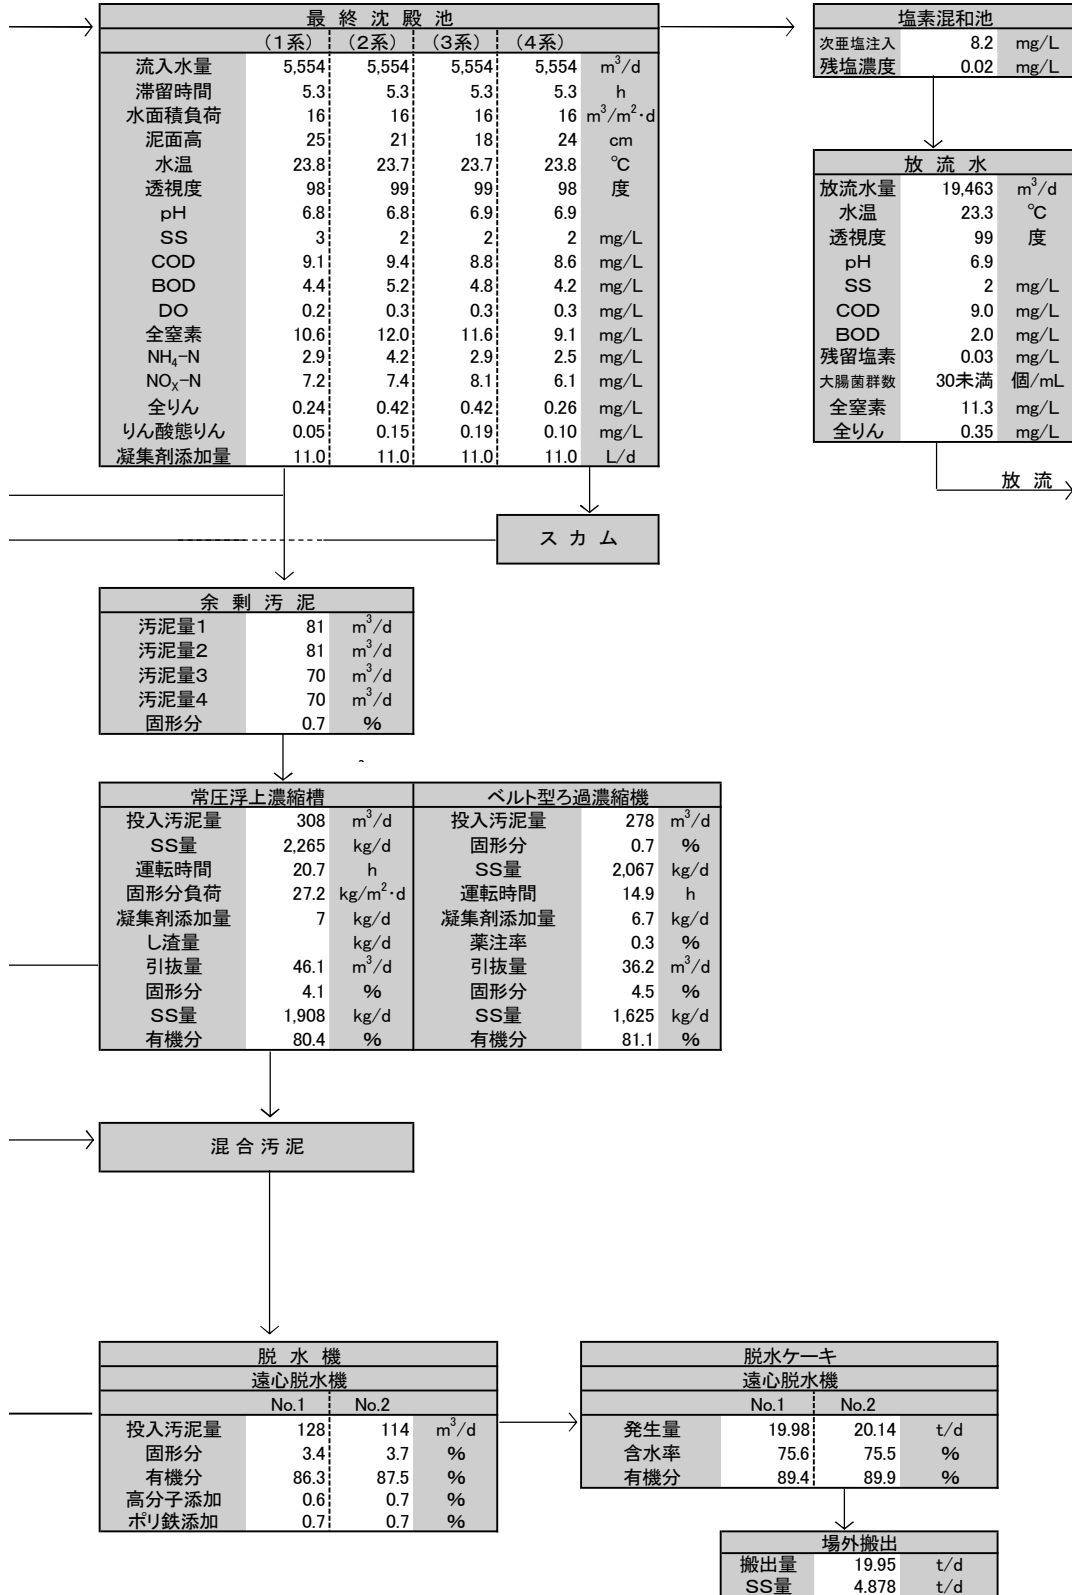 最 終 沈 殿 池
(1系) (2系) (3系) (4系)
流入水量 5,554 5,554 5,554 5,554 m³/d
滞留時間 5.3 5.3 5.3 5.3 h
水面積負荷 16 16 16 16 m³/m²・d
泥面高 25 21 18 24 cm
水温 23.8 23.7 23.7 23.8 ℃
透視度 98 99 99 98 度
pH 6.8 6.8 6.9 6.9
SS 3 2 2 2 mg/L
COD 9.1 9.4 8.8 8.6 mg/L
BOD 4.4 5.2 4.8 4.2 mg/L
DO 0.2 0.3 0.3 0.3 mg/L
全窒素 10.6 12.0 11.6 9.1 mg/L
NH₄-N 2.9 4.2 2.9 2.5 mg/L
NOₓ-N 7.2 7.4 8.1 6.1 mg/L
全りん 0.24 0.42 0.42 0.26 mg/L
りん酸態りん 0.05 0.15 0.19 0.10 mg/L
凝集剤添加量 11.0 11.0 11.0 11.0 L/d
塩素混和池
次亜塩注入 8.2 mg/L
残塩濃度 0.02 mg/L
放 流 水
放流水量 19,463 m³/d
水温 23.3 ℃
透視度 99 度
pH 6.9
SS 2 mg/L
COD 9.0 mg/L
BOD 2.0 mg/L
残留塩素 0.03 mg/L
大腸菌群数 30未満 個/mL
全窒素 11.3 mg/L
全りん 0.35 mg/L
放 流
ス カ ム
余 剰 汚 泥
汚泥量1 81 m³/d
汚泥量2 81 m³/d
汚泥量3 70 m³/d
汚泥量4 70 m³/d
固形分 0.7 %
常圧浮上濃縮槽
投入汚泥量 308 m³/d
SS量 2,265 kg/d
運転時間 20.7 h
固形分負荷 27.2 kg/m²・d
凝集剤添加量 7 kg/d
し渣量 kg/d
引抜量 46.1 m³/d
固形分 4.1 %
SS量 1,908 kg/d
有機分 80.4 %
ベルト型ろ過濃縮機
投入汚泥量 278 m³/d
固形分 0.7 %
SS量 2,067 kg/d
運転時間 14.9 h
凝集剤添加量 6.7 kg/d
薬注率 0.3 %
引抜量 36.2 m³/d
固形分 4.5 %
SS量 1,625 kg/d
有機分 81.1 %
混 合 汚 泥
脱 水 機
遠心脱水機
No.1 No.2
投入汚泥量 128 114 m³/d
固形分 3.4 3.7 %
有機分 86.3 87.5 %
高分子添加 0.6 0.7 %
ポリ鉄添加 0.7 0.7 %
脱水ケーキ
遠心脱水機
No.1 No.2
発生量 19.98 20.14 t/d
含水率 75.6 75.5 %
有機分 89.4 89.9 %
場外搬出
搬出量 19.95 t/d
SS量 4.878 t/d